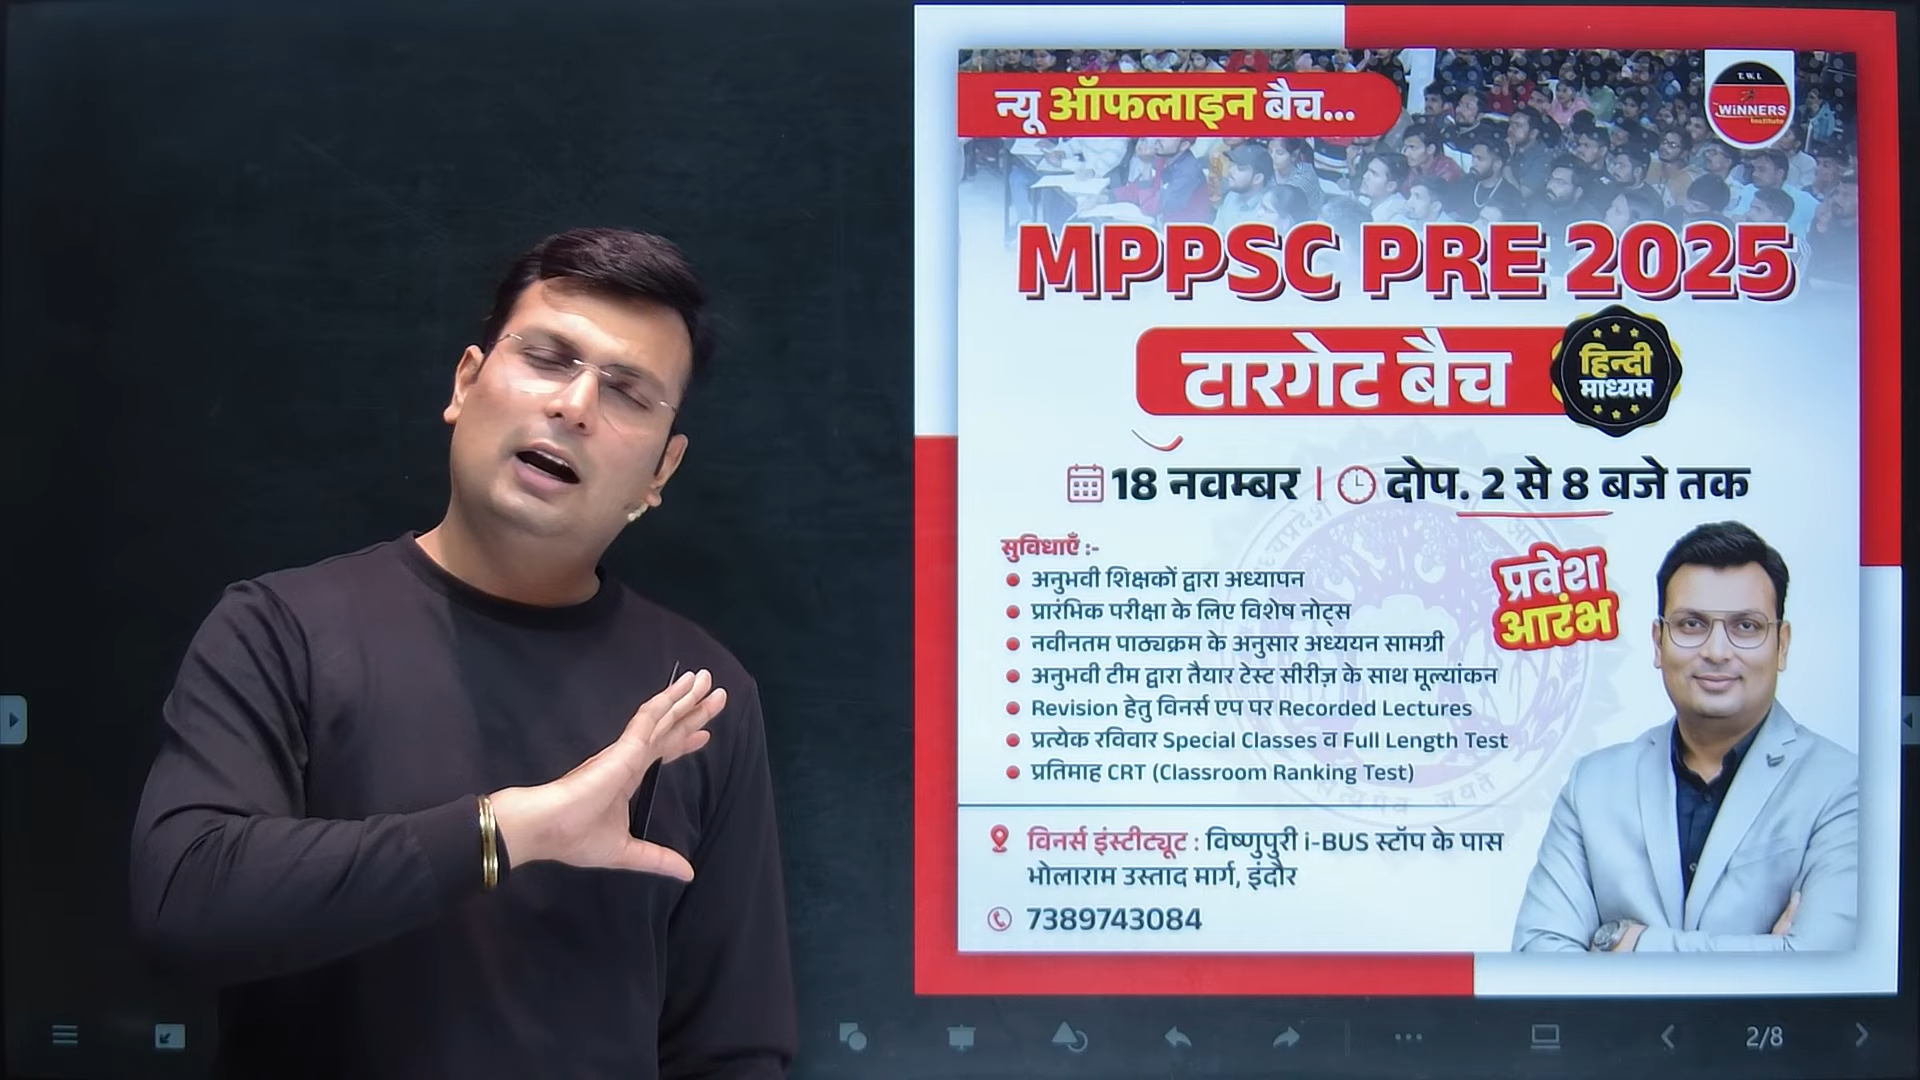 न्यू ऑफलाइन बैच...
T. W. I.
WiNNERS
Institute
MPPSC PRE 2025
टारगेट बैच
हिन्दी
माध्यम
18 नवम्बर | दोप. 2 से 8 बजे तक
सुविधाएँ :-
अनुभवी शिक्षकों द्वारा अध्यापन
प्रारंभिक परीक्षा के लिए विशेष नोट्स
नवीनतम पाठ्यक्रम के अनुसार अध्ययन सामग्री
अनुभवी टीम द्वारा तैयार टेस्ट सीरीज़ के साथ मूल्यांकन
Revision हेतु विनर्स एप पर Recorded Lectures
प्रत्येक रविवार Special Classes व Full Length Test
प्रतिमाह CRT (Classroom Ranking Test)
प्रवेश
आरंभ
सत्यमेव जयते
विनर्स इंस्टीट्यूट : विष्णुपुरी i-BUS स्टॉप के पास
भोलाराम उस्ताद मार्ग, इंदौर
7389743084
2/8